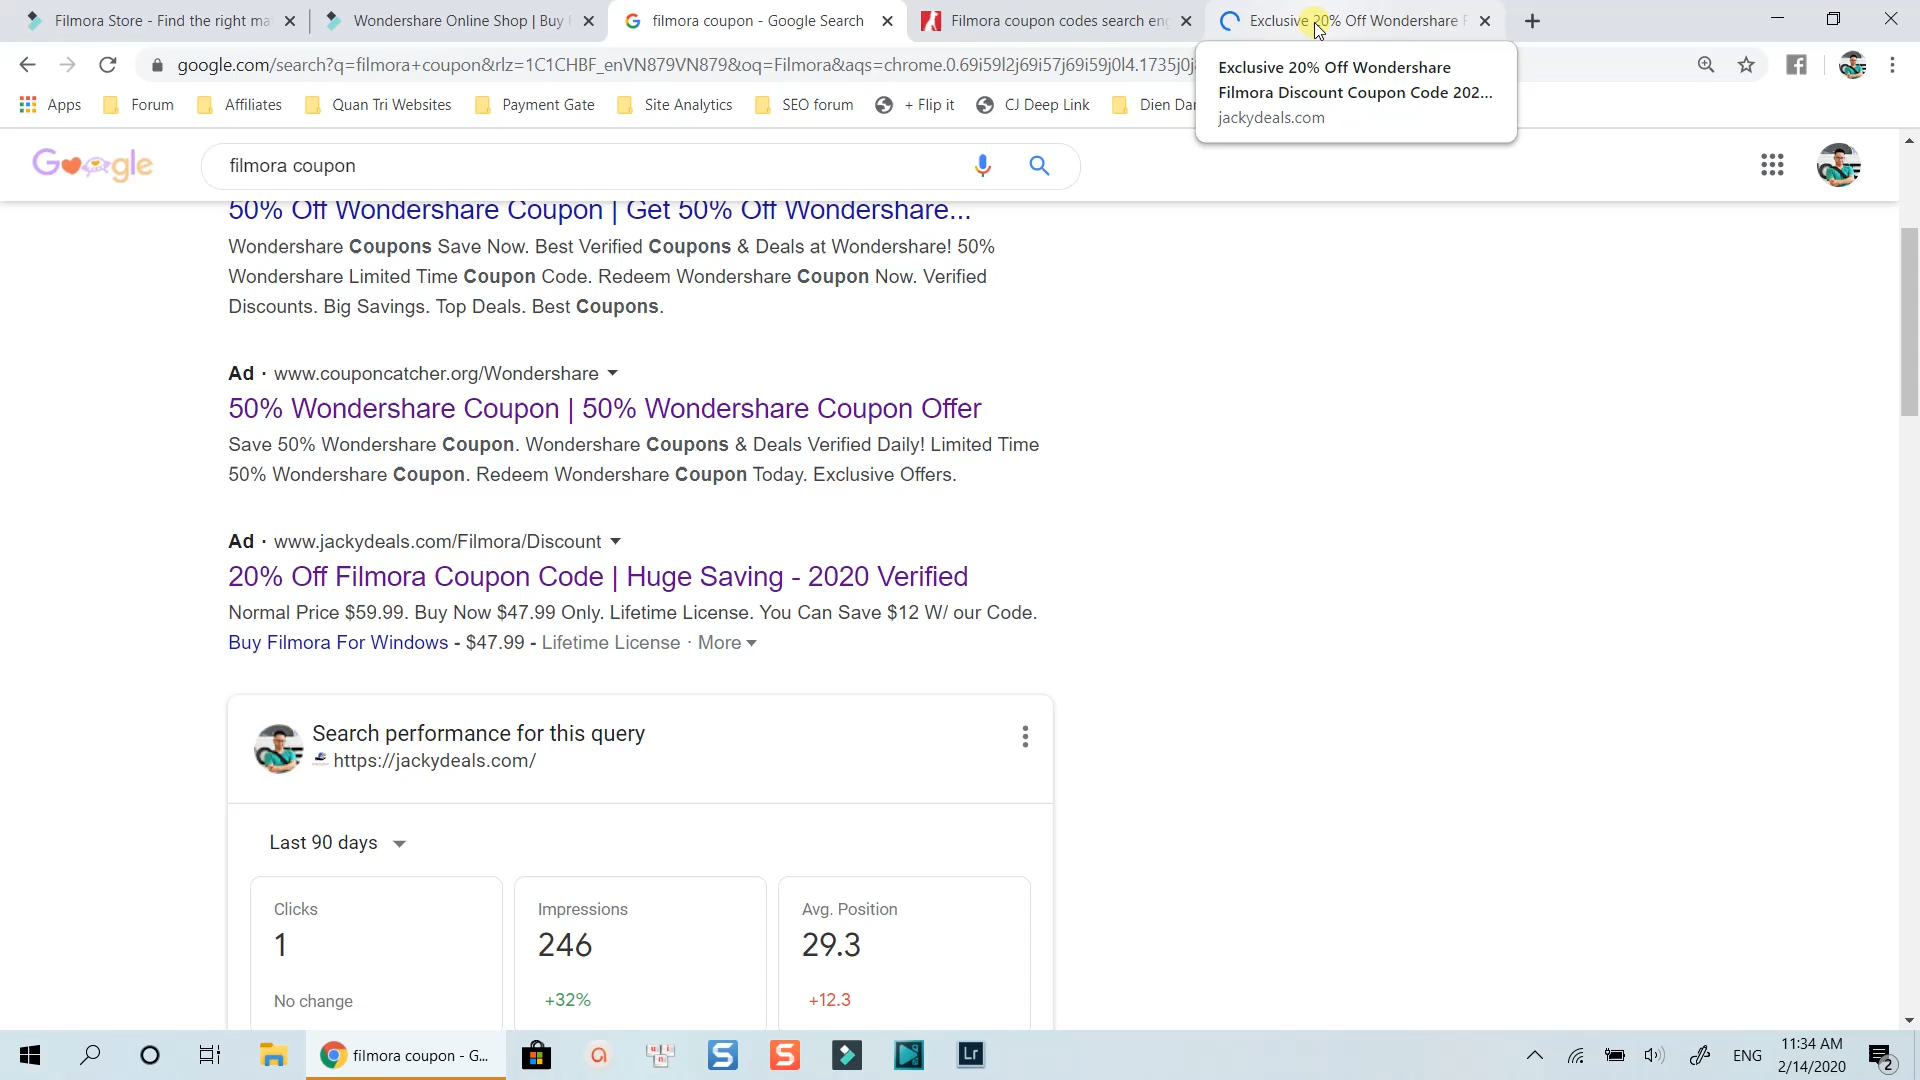 Filmora Store - Find the right ma
Wondershare Online Shop | Buy
filmora coupon - Google Search
Filmora coupon codes search en
Exclusive 20% Off Wondershare F
google.com/search?q=filmora+coupon&rlz=1C1CHBF_enVN879VN879&oq=Filmora&aqs=chrome.0.69i59l2j69i57j69i59j0l4.1735j0j
Exclusive 20% Off Wondershare
Filmora Discount Coupon Code 202...
jackydeals.com
Apps
Forum
Affiliates
Quan Tri Websites
Payment Gate
Site Analytics
SEO forum
+ Flip it
CJ Deep Link
Dien Da
Google
filmora coupon
50% Off Wondershare Coupon | Get 50% Off Wondershare...
Wondershare Coupons Save Now. Best Verified Coupons & Deals at Wondershare! 50%
Wondershare Limited Time Coupon Code. Redeem Wondershare Coupon Now. Verified
Discounts. Big Savings. Top Deals. Best Coupons.
Ad · www.couponcatcher.org/Wondershare
50% Wondershare Coupon | 50% Wondershare Coupon Offer
Save 50% Wondershare Coupon. Wondershare Coupons & Deals Verified Daily! Limited Time
50% Wondershare Coupon. Redeem Wondershare Coupon Today. Exclusive Offers.
Ad · www.jackydeals.com/Filmora/Discount
20% Off Filmora Coupon Code | Huge Saving - 2020 Verified
Normal Price $59.99. Buy Now $47.99 Only. Lifetime License. You Can Save $12 W/ our Code.
Buy Filmora For Windows - $47.99 - Lifetime License · More
Search performance for this query
https://jackydeals.com/
Last 90 days
Clicks
1
No change
Impressions
246
+32%
Avg. Position
29.3
+12.3
filmora coupon - G...
Lr
ENG
11:34 AM
2/14/2020
2